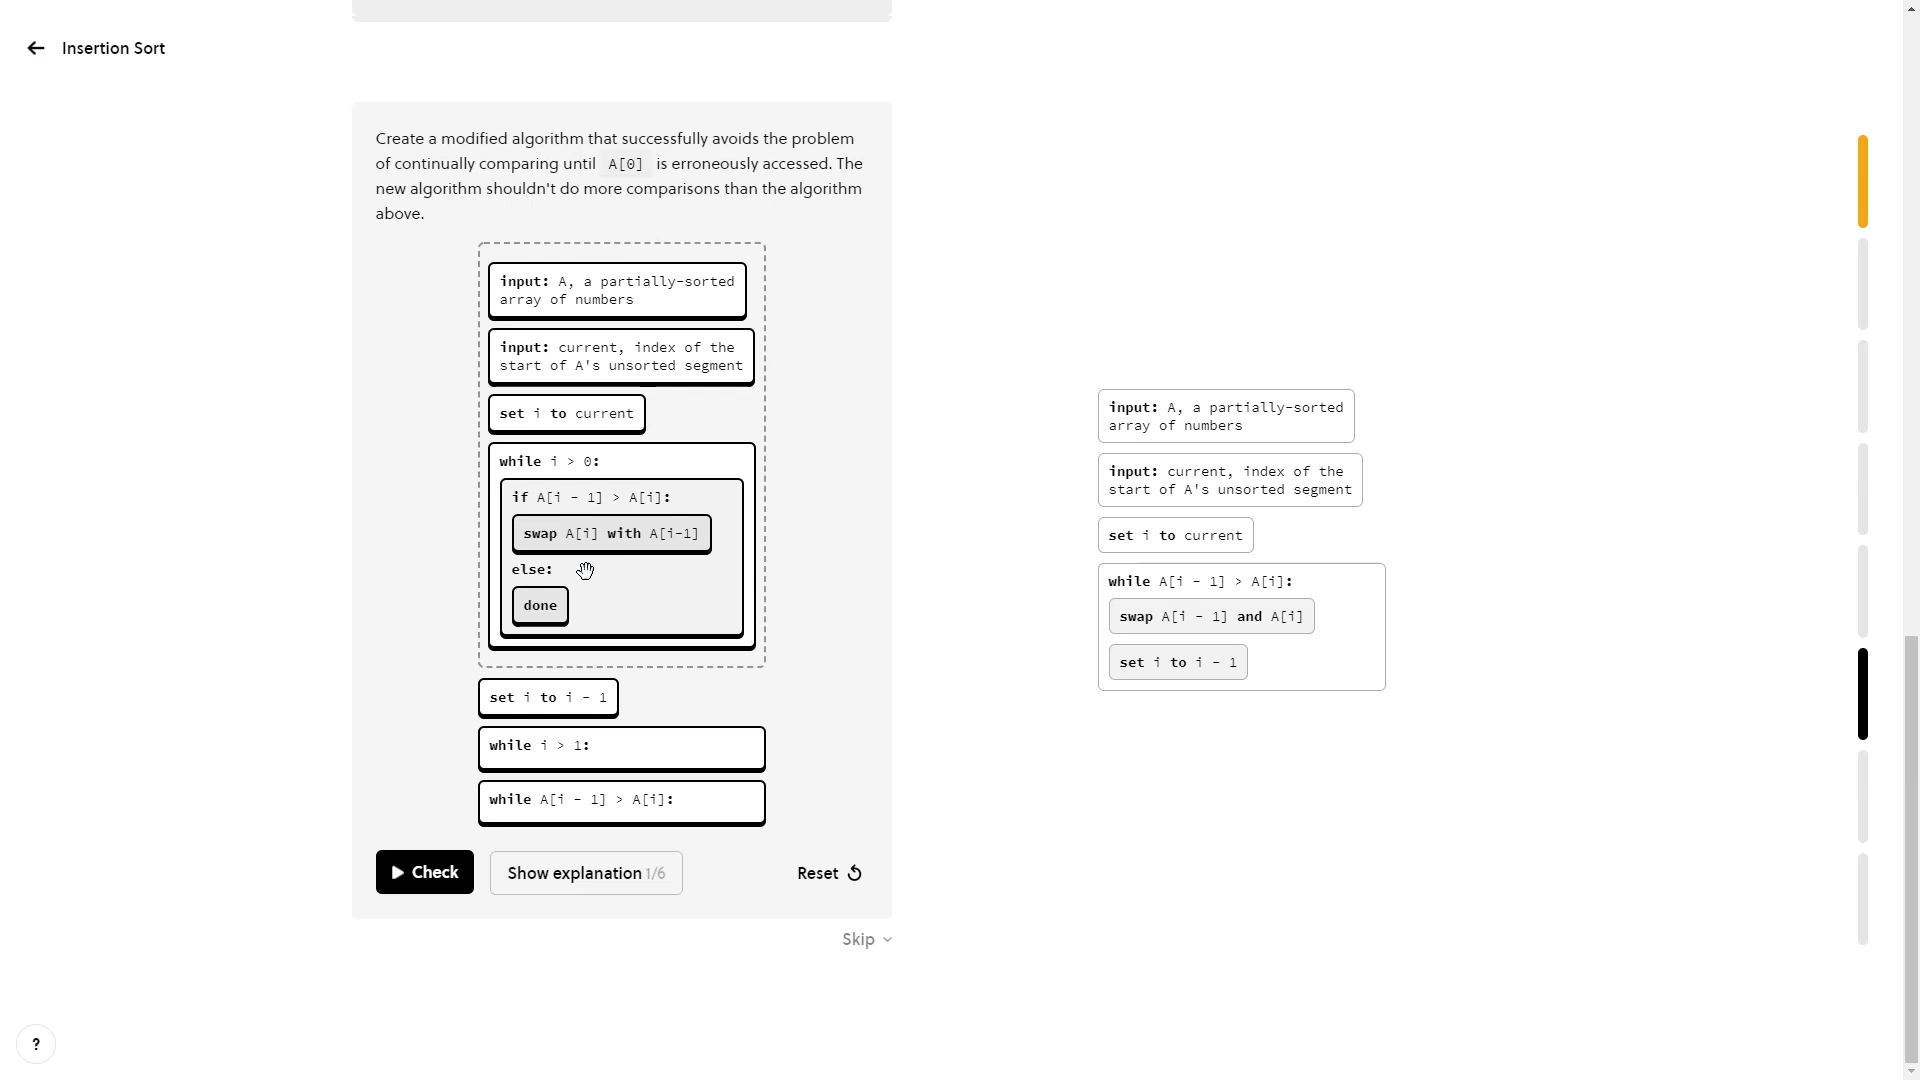 Insertion Sort
Create a modified algorithm that successfully avoids the problem
of continually comparing until A[0] is erroneously accessed. The
new algorithm shouldn't do more comparisons than the algorithm
above.
input: A, a partially-sorted
array of numbers
input: current, index of the
start of A's unsorted segment
set i to current
while i > 0:
if A[i - 1] > A[i]:
swap A[i] with A[i-1]
else:
done
set i to i - 1
while i > 1:
while A[i - 1] > A[i]:
Check
Show explanation 1/6
Reset
Skip
input: A, a partially-sorted
array of numbers
input: current, index of the
start of A's unsorted segment
set i to current
while A[i - 1] > A[i]:
swap A[i - 1] and A[i]
set i to i - 1
?